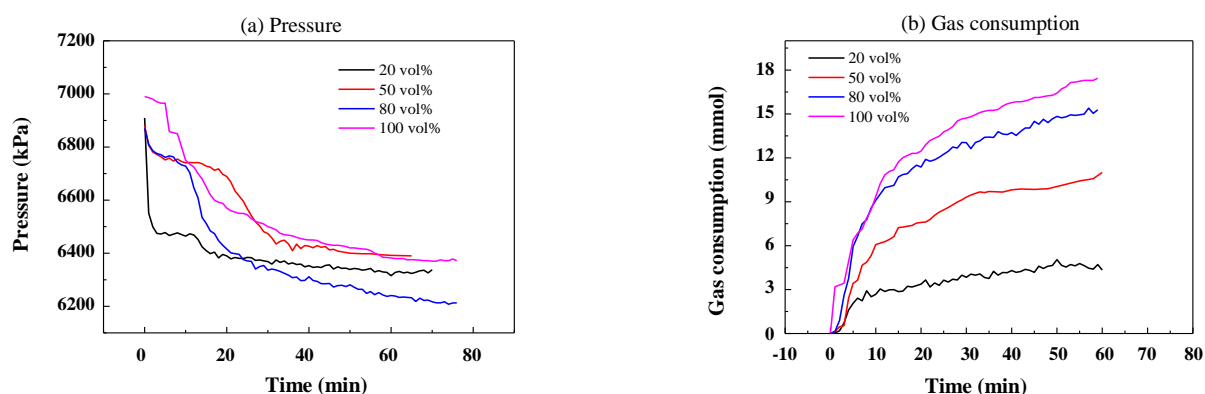 (a) Pressure
7200
7000
6800
6600
6400
6200
Pressure (kPa)
20 vol%
50 vol%
80 vol%
100 vol%
0
20
40
60
80
Time (min)
(b) Gas consumption
18
15
12
9
6
3
0
Gas consumption (mmol)
20 vol%
50 vol%
80 vol%
100 vol%
-10
0
10
20
30
40
50
60
70
80
Time (min)